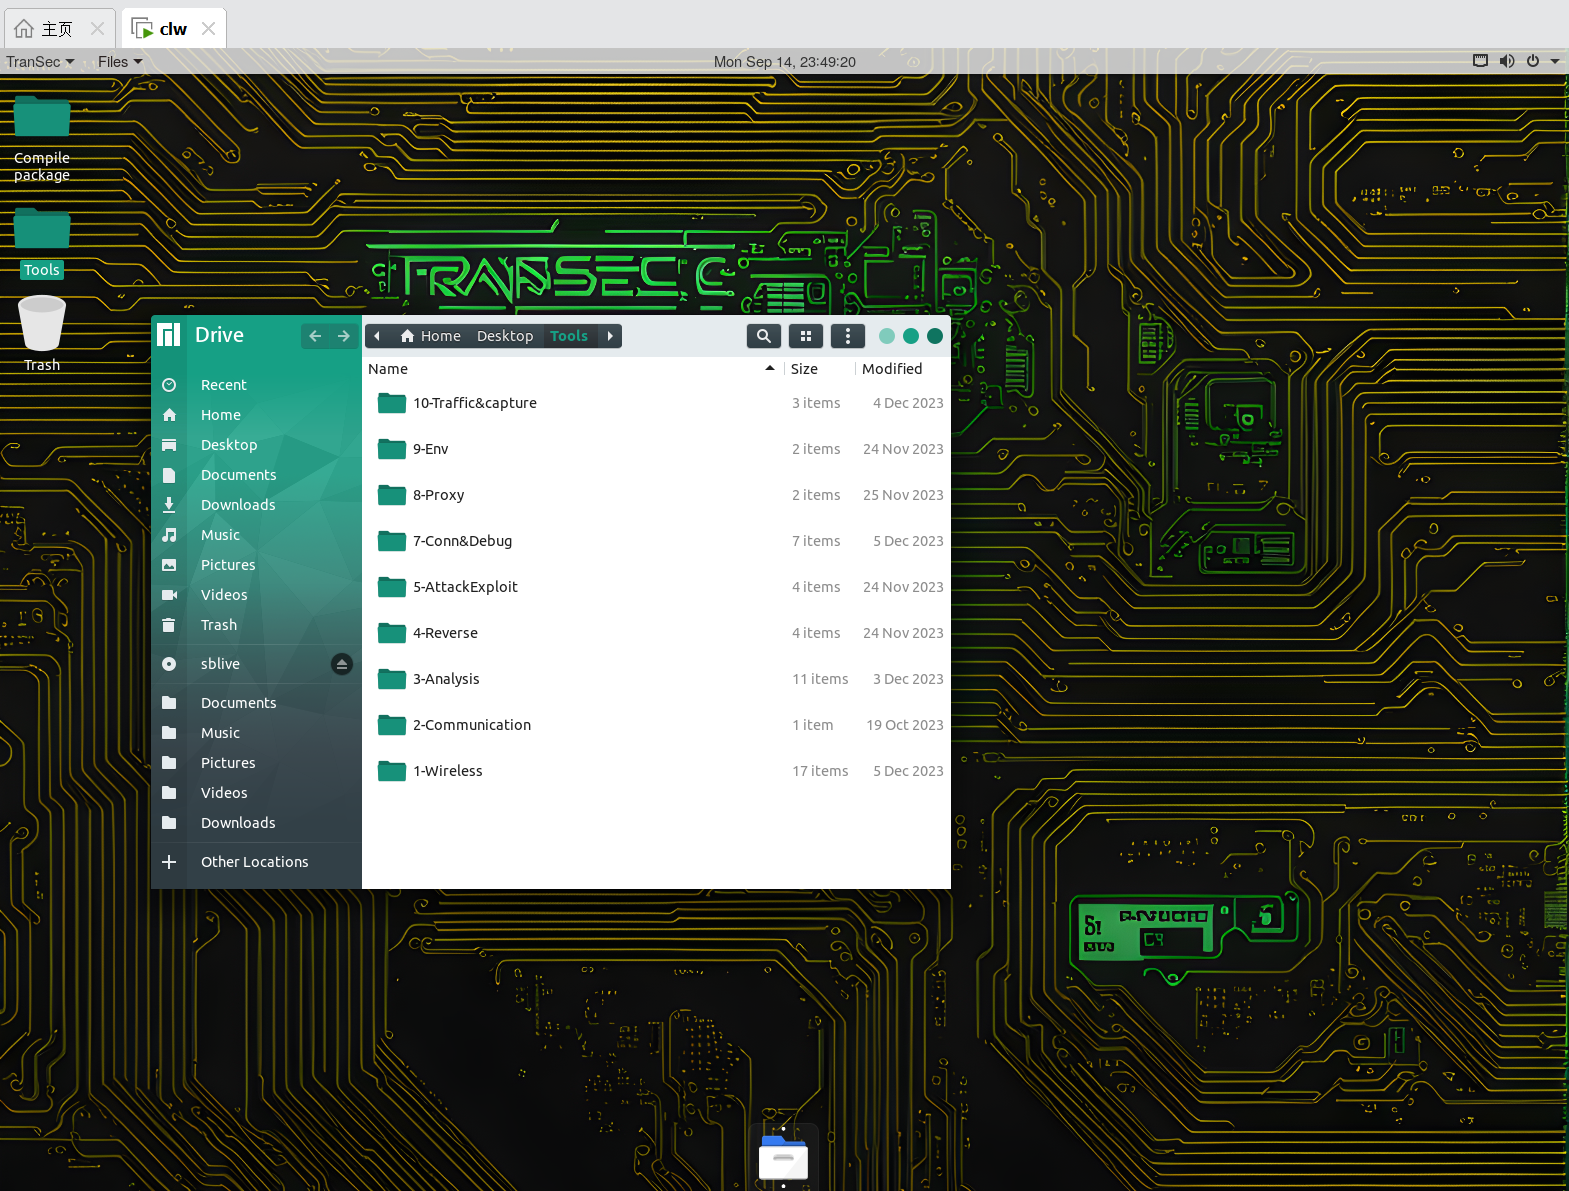 主页
clw
TranSec
Files
Mon Sep 14, 23:49:20
Compile
package
Tools
Trash
TRANSEC
Drive
Home
Desktop
Tools
Recent
Home
Desktop
Documents
Downloads
Music
Pictures
Videos
Trash
sblive
Documents
Music
Pictures
Videos
Downloads
Other Locations
Name Size Modified
10-Traffic&capture 3 items 4 Dec 2023
9-Env 2 items 24 Nov 2023
8-Proxy 2 items 25 Nov 2023
7-Conn&Debug 7 items 5 Dec 2023
5-AttackExploit 4 items 24 Nov 2023
4-Reverse 4 items 24 Nov 2023
3-Analysis 11 items 3 Dec 2023
2-Communication 1 item 19 Oct 2023
1-Wireless 17 items 5 Dec 2023